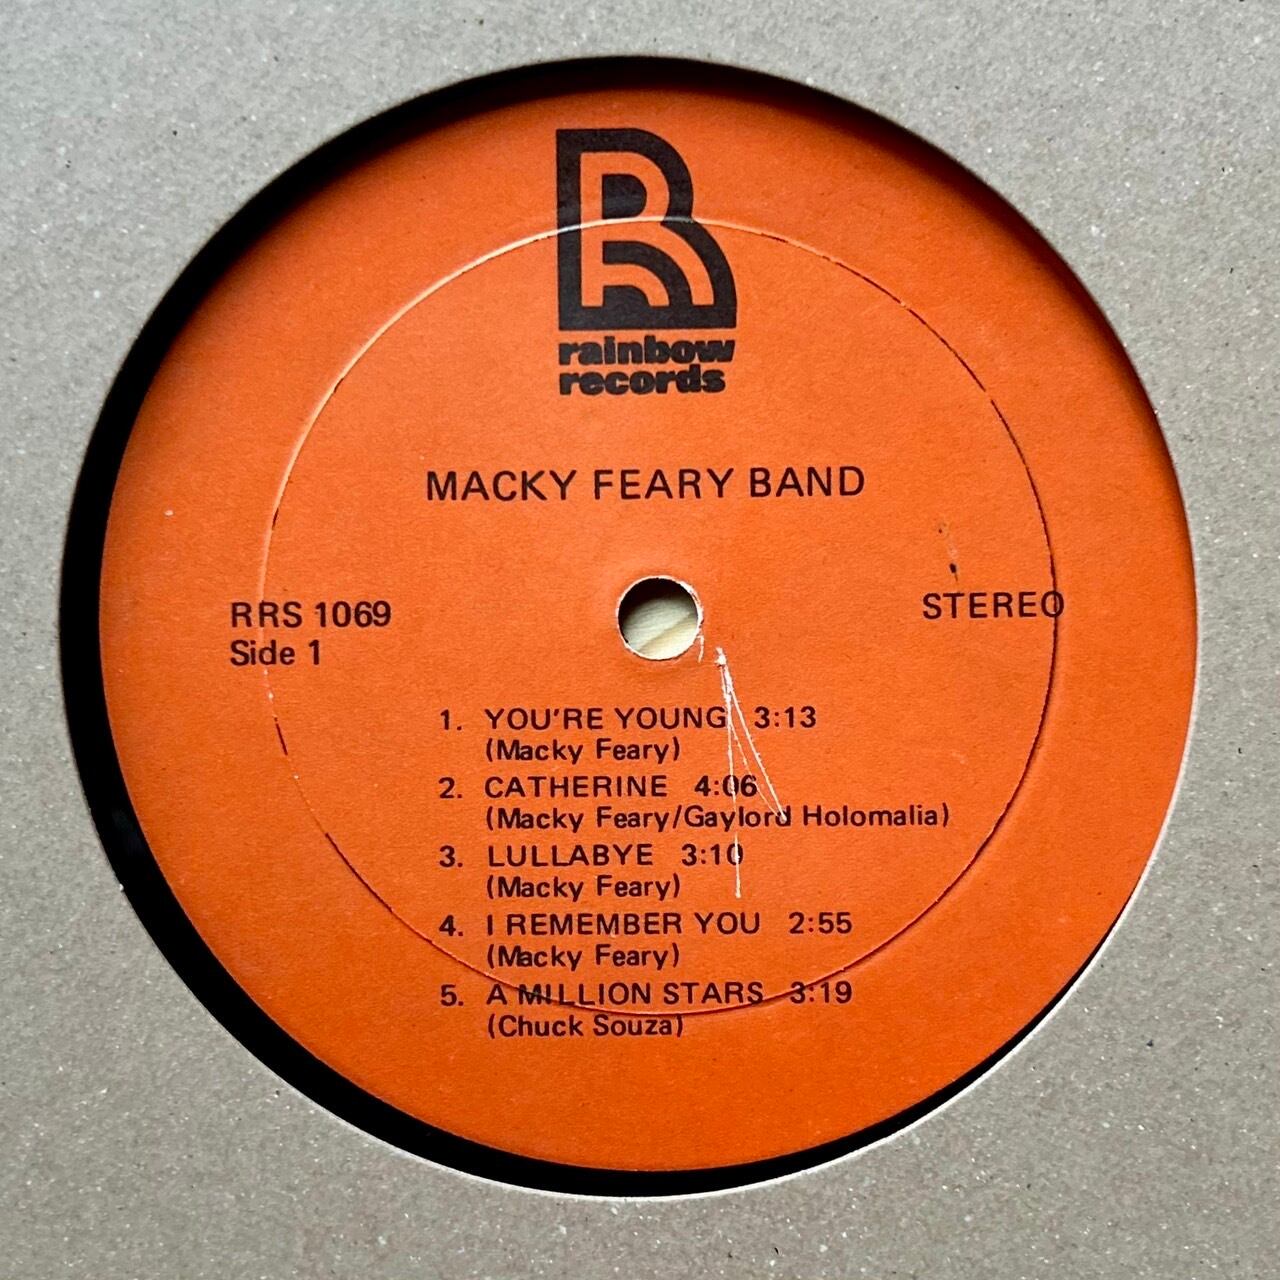 R
rainbow
records
MACKY FEARY BAND
RRS 1069
STEREO
Side 1
1. YOU'RE YOUNG 3:13
(Macky Feary)
2. CATHERINE 4:06
(Macky Feary/Gaylord Holomalia)
3. LULLABYE 3:10
(Macky Feary)
4. I REMEMBER YOU 2:55
(Macky Feary)
5. A MILLION STARS 3:19
(Chuck Souza)